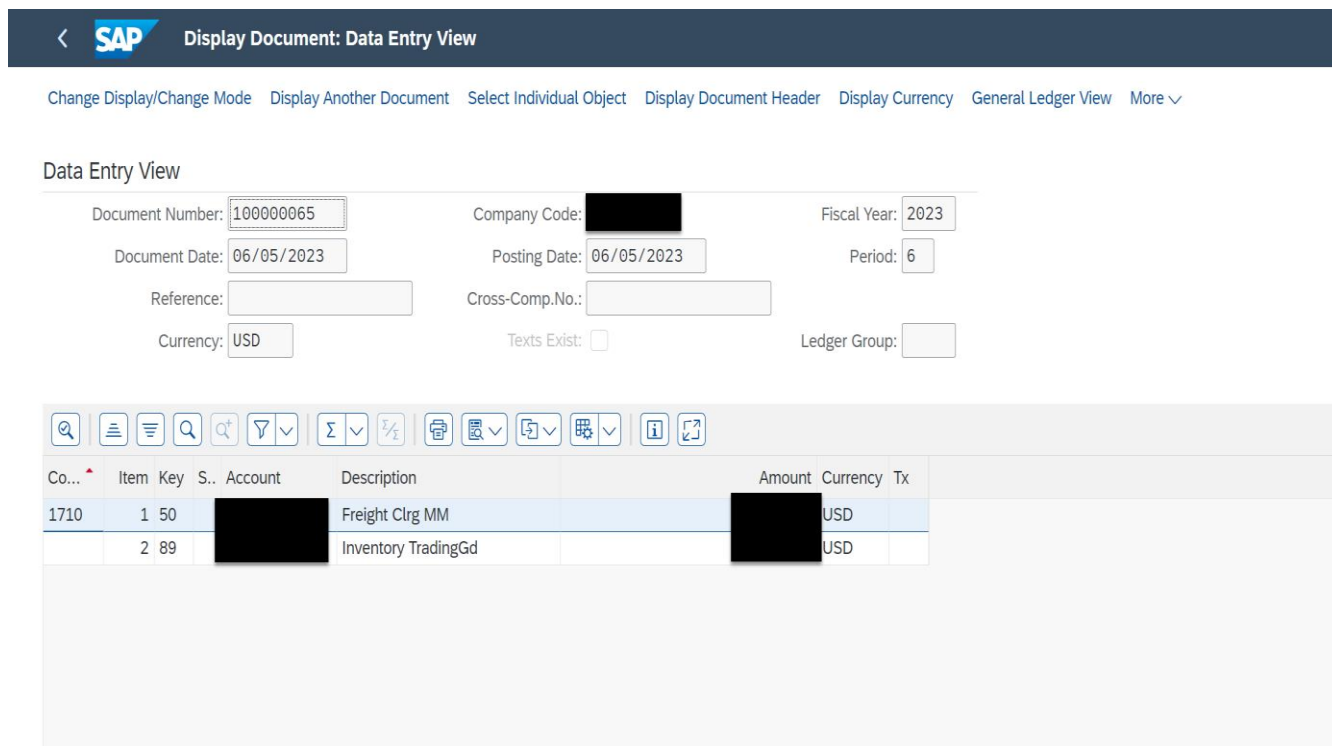 SAP Display Document: Data Entry View
Change Display/Change Mode Display Another Document Select Individual Object Display Document Header Display Currency General Ledger View More
Data Entry View
Document Number: 100000065 Company Code: Fiscal Year: 2023
Document Date: 06/05/2023 Posting Date: 06/05/2023 Period: 6
Reference: Cross-Comp.No.:
Currency: USD Texts Exist: Ledger Group:
Co... Item Key S.. Account Description Amount Currency Tx
1710 1 50 Freight Clrg MM USD
2 89 Inventory TradingGd USD